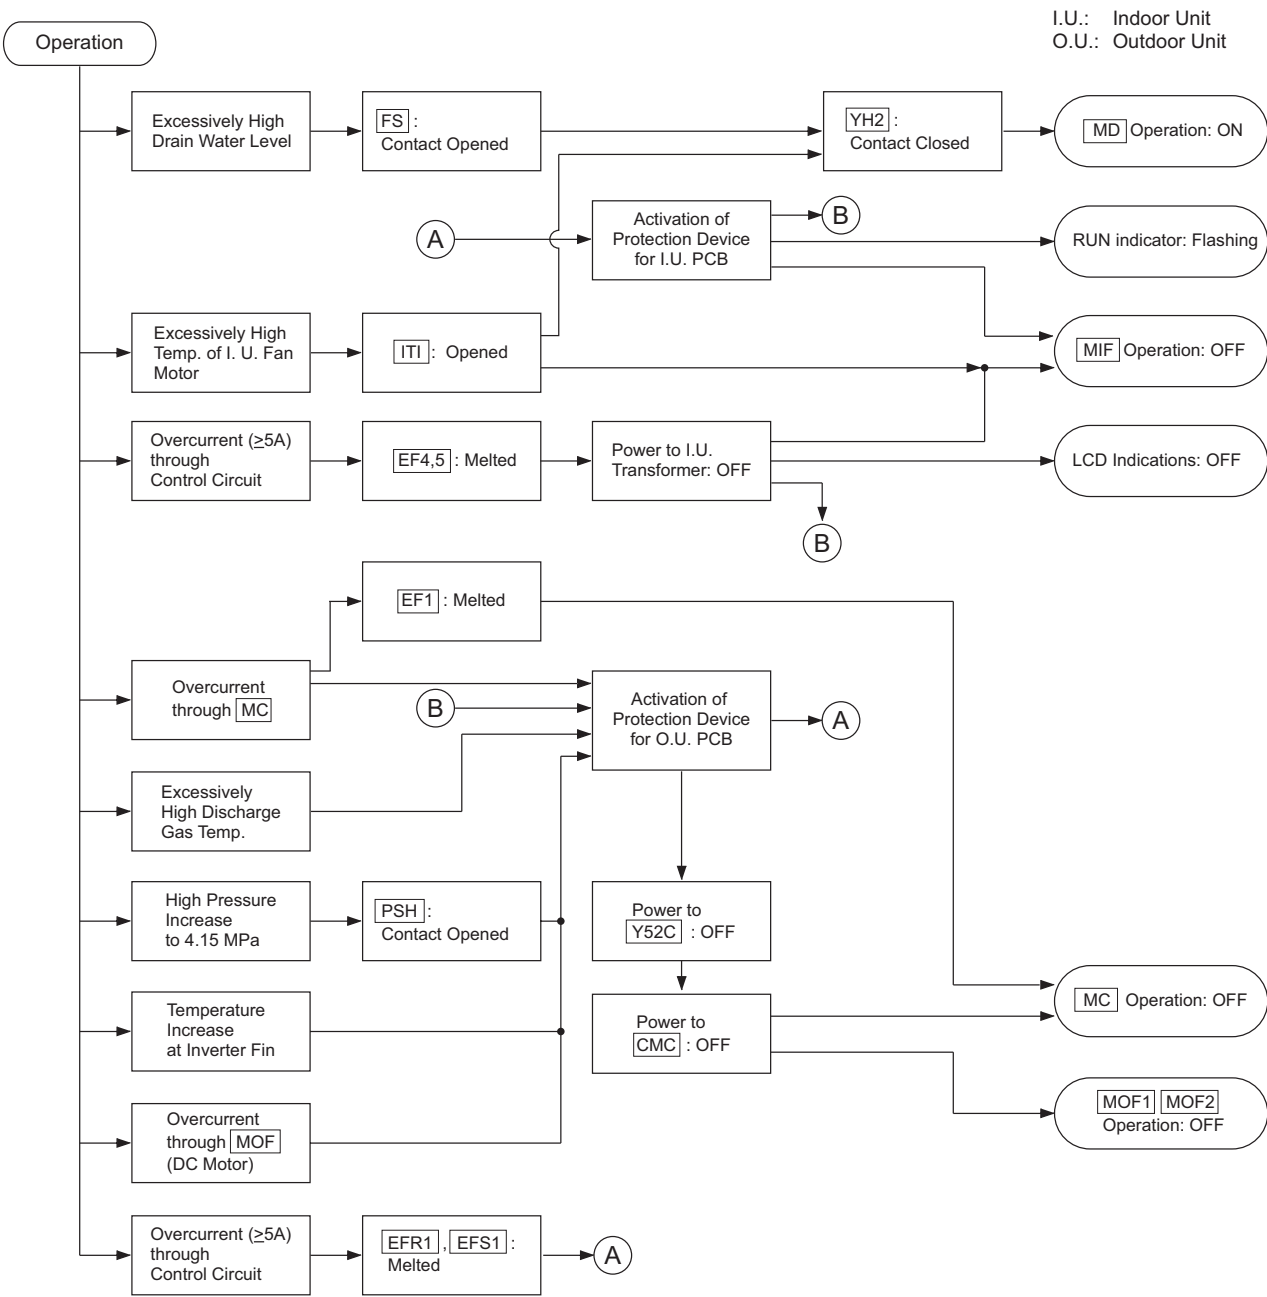 I.U.: Indoor Unit
O.U.: Outdoor Unit
Operation
Excessively High
Drain Water Level
FS :
Contact Opened
YH2 :
Contact Closed
MD Operation: ON
A
Activation of
Protection Device
for I.U. PCB
B
RUN indicator: Flashing
Excessively High
Temp. of I. U. Fan
Motor
ITI : Opened
MIF Operation: OFF
Overcurrent (≥5A)
through
Control Circuit
EF4,5 : Melted
Power to I.U.
Transformer: OFF
LCD Indications: OFF
B
EF1 : Melted
Overcurrent
through MC
B
Activation of
Protection Device
for O.U. PCB
A
Excessively
High Discharge
Gas Temp.
High Pressure
Increase
to 4.15 MPa
PSH :
Contact Opened
Power to
Y52C : OFF
Temperature
Increase
at Inverter Fin
Power to
CMC : OFF
MC Operation: OFF
Overcurrent
through MOF
(DC Motor)
MOF1 MOF2
Operation: OFF
Overcurrent (≥5A)
through
Control Circuit
EFR1 , EFS1 :
Melted
A